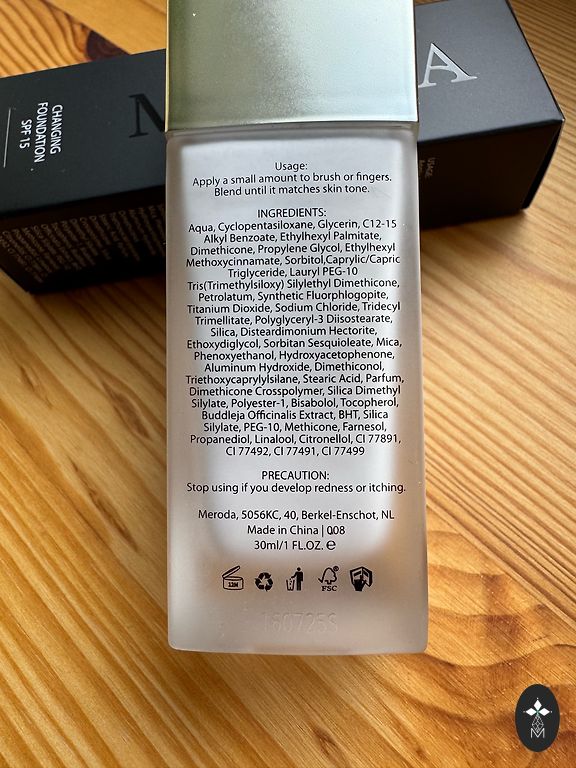 CHANGING
FOUNDATION
SPF 15
M
A
USAGE:
Usage:
Apply a small amount to brush or fingers.
Blend until it matches skin tone.
INGREDIENTS:
Aqua, Cyclopentasiloxane, Glycerin, C12-15
Alkyl Benzoate, Ethylhexyl Palmitate,
Dimethicone, Propylene Glycol, Ethylhexyl
Methoxycinnamate, Sorbitol,Caprylic/Capric
Triglyceride, Lauryl PEG-10
Tris(Trimethylsiloxy) Silylethyl Dimethicone,
Petrolatum, Synthetic Fluorphlogopite,
Titanium Dioxide, Sodium Chloride, Tridecyl
Trimellitate, Polyglyceryl-3 Diisostearate,
Silica, Disteardimonium Hectorite,
Ethoxydiglycol, Sorbitan Sesquioleate, Mica,
Phenoxyethanol, Hydroxyacetophenone,
Aluminum Hydroxide, Dimethiconol,
Triethoxycaprylylsilane, Stearic Acid, Parfum,
Dimethicone Crosspolymer, Silica Dimethyl
Silylate, Polyester-1, Bisabolol, Tocopherol,
Buddleja Officinalis Extract, BHT, Silica
Silylate, PEG-10, Methicone, Farnesol,
Propanediol, Linalool, Citronellol, CI 77891,
CI 77492, CI 77491, CI 77499
PRECAUTION:
Stop using if you develop redness or itching.
Meroda, 5056KC, 40, Berkel-Enschot, NL
Made in China | 008
30ml/1 FL.OZ. ℮
12M
FSC
160725S
M